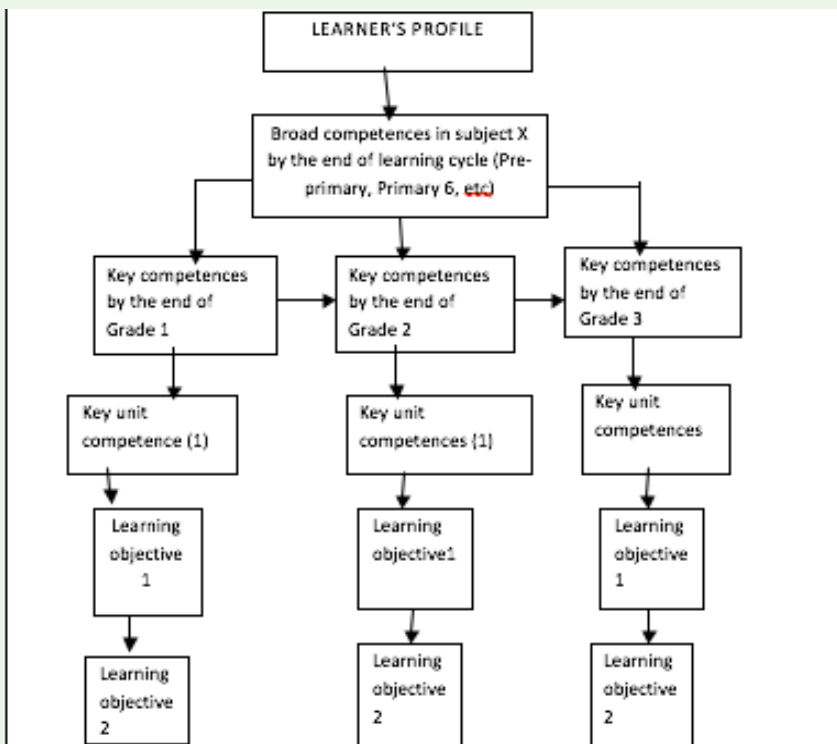 LEARNER'S PROFILE
Broad competences in subject X
by the end of learning cycle (Pre-
primary, Primary 6, etc)
Key competences
by the end of
Grade 1
Key competences
by the end of
Grade 2
Key competences
by the end of
Grade 3
Key unit
competence (1)
Key unit
competences (1)
Key unit
competences
Learning
objective
1
Learning
objective1
Learning
objective
1
Learning
objective
2
Learning
objective
2
Learning
objective
2